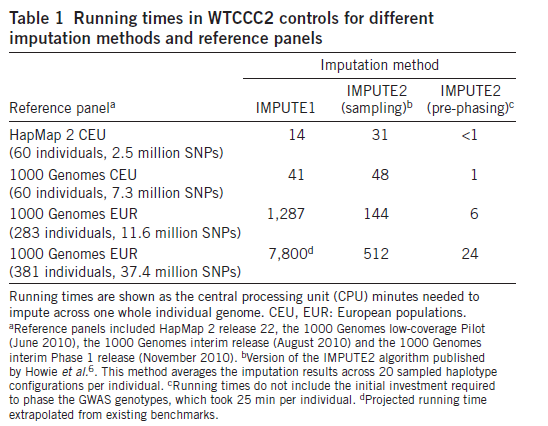 Table 1 Running times in WTCCC2 controls for different
imputation methods and reference panels
Imputation method
Reference panelᵃ IMPUTE1 IMPUTE2 (sampling)ᵇ IMPUTE2 (pre-phasing)ᶜ
HapMap 2 CEU 14 31 <1
(60 individuals, 2.5 million SNPs)
1000 Genomes CEU 41 48 1
(60 individuals, 7.3 million SNPs)
1000 Genomes EUR 1,287 144 6
(283 individuals, 11.6 million SNPs)
1000 Genomes EUR 7,800ᵈ 512 24
(381 individuals, 37.4 million SNPs)
Running times are shown as the central processing unit (CPU) minutes needed to
impute across one whole individual genome. CEU, EUR: European populations.
ᵃReference panels included HapMap 2 release 22, the 1000 Genomes low-coverage Pilot
(June 2010), the 1000 Genomes interim release (August 2010) and the 1000 Genomes
interim Phase 1 release (November 2010). ᵇVersion of the IMPUTE2 algorithm published
by Howie et al.⁶. This method averages the imputation results across 20 sampled haplotype
configurations per individual. ᶜRunning times do not include the initial investment required
to phase the GWAS genotypes, which took 25 min per individual. ᵈProjected running time
extrapolated from existing benchmarks.